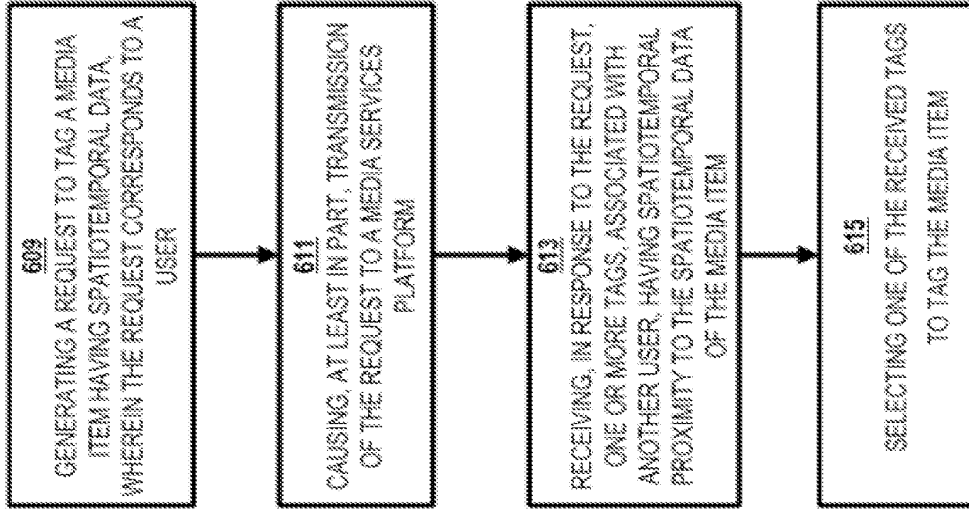 609
GENERATING A REQUEST TO TAG A MEDIA
ITEM HAVING SPATIOTEMPORAL DATA,
WHEREIN THE REQUEST CORRESPONDS TO A
USER
611
CAUSING, AT LEAST IN PART, TRANSMISSION
OF THE REQUEST TO A MEDIA SERVICES
PLATFORM
613
RECEIVING, IN RESPONSE TO THE REQUEST,
ONE OR MORE TAGS, ASSOCIATED WITH
ANOTHER USER, HAVING SPATIOTEMPORAL
PROXIMITY TO THE SPATIOTEMPORAL DATA
OF THE MEDIA ITEM
615
SELECTING ONE OF THE RECEIVED TAGS
TO TAG THE MEDIA ITEM